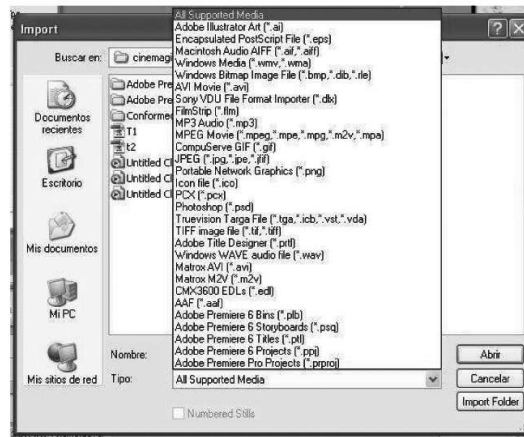 Import
Buscar en:
cinemagi
Documentos
recientes
Escritorio
Mis documentos
Mi PC
Mis sitios de red
Adobe Pre
Adobe Pre
Conformed
T1
t2
Untitled Cl
Untitled Cl
Untitled Cl
All Supported Media
Adobe Illustrator Art (*.ai)
Encapsulated PostScript File (*.eps)
Macintosh Audio AIFF (*.aif,*.aiff)
Windows Media (*.wmv,*.wma)
Windows Bitmap Image File (*.bmp,*.dib,*.rle)
AVI Movie (*.avi)
Sony VDU File Format Importer (*.dlx)
FilmStrip (*.flm)
MP3 Audio (*.mp3)
MPEG Movie (*.mpeg,*.mpe,*.mpg,*.m2v,*.mpa)
CompuServe GIF (*.gif)
JPEG (*.jpg,*.jpe,*.jfif)
Portable Network Graphics (*.png)
Icon file (*.ico)
PCX (*.pcx)
Photoshop (*.psd)
Truevision Targa File (*.tga,*.icb,*.vst,*.vda)
TIFF image file (*.tif,*.tiff)
Adobe Title Designer (*.prtl)
Windows WAVE audio file (*.wav)
Matrox AVI (*.avi)
Matrox M2V (*.m2v)
CMX3600 EDLs (*.edl)
AAF (*.aaf)
Adobe Premiere 6 Bins (*.plb)
Adobe Premiere 6 Storyboards (*.psq)
Adobe Premiere 6 Titles (*.ptl)
Adobe Premiere 6 Projects (*.ppj)
Adobe Premiere Pro Projects (*.prproj)
Nombre:
Abrir
Tipo:
All Supported Media
Cancelar
Numbered Stills
Import Folder